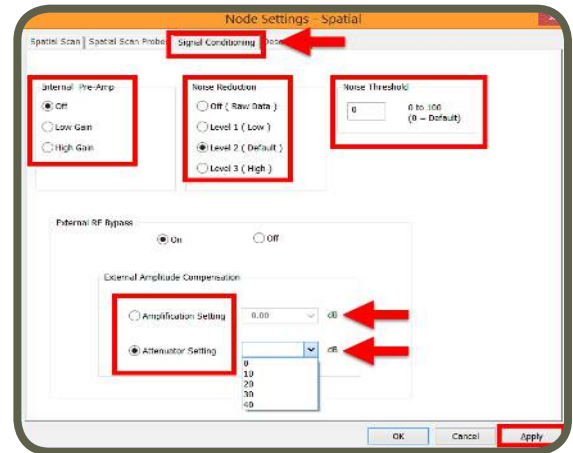 Node Settings - Spatial
Spatial Scan Spatial Scan Probe Signal Conditioning
Internal Pre-Amp
Off
Low Gain
High Gain
Noise Reduction
Off ( Raw Data )
Level 1 ( Low )
Level 2 ( Default )
Level 3 ( High )
Noise Threshold
0 0 to 100
(0 = Default)
External RF Bypass
On Off
External Amplitude Compensation
Amplification Setting 0.00 dB
Attenuator Setting dB
0
10
20
30
40
OK Cancel Apply